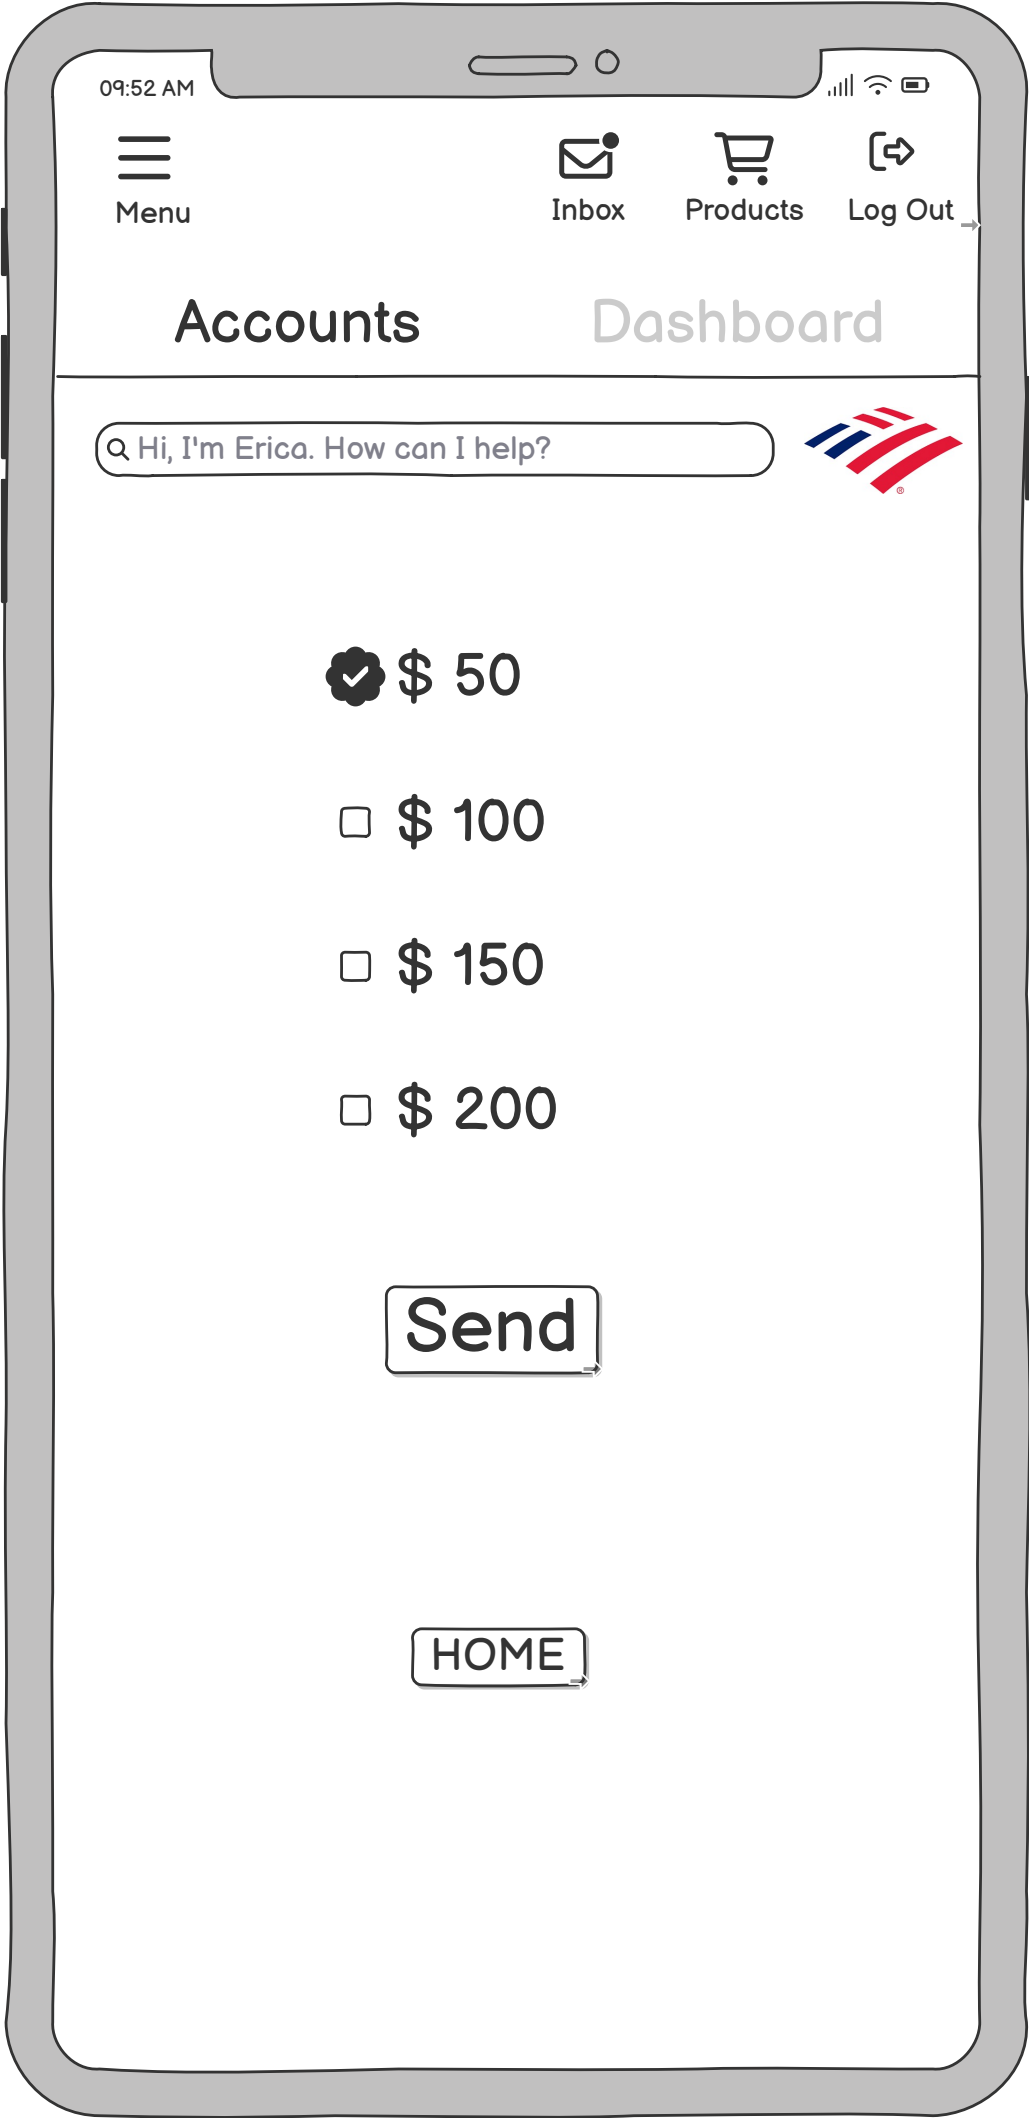 09:52 AM
Menu
Inbox
Products
Log Out
Accounts
Dashboard
Hi, I'm Erica. How can I help?
®
$ 50
$ 100
$ 150
$ 200
Send
HOME